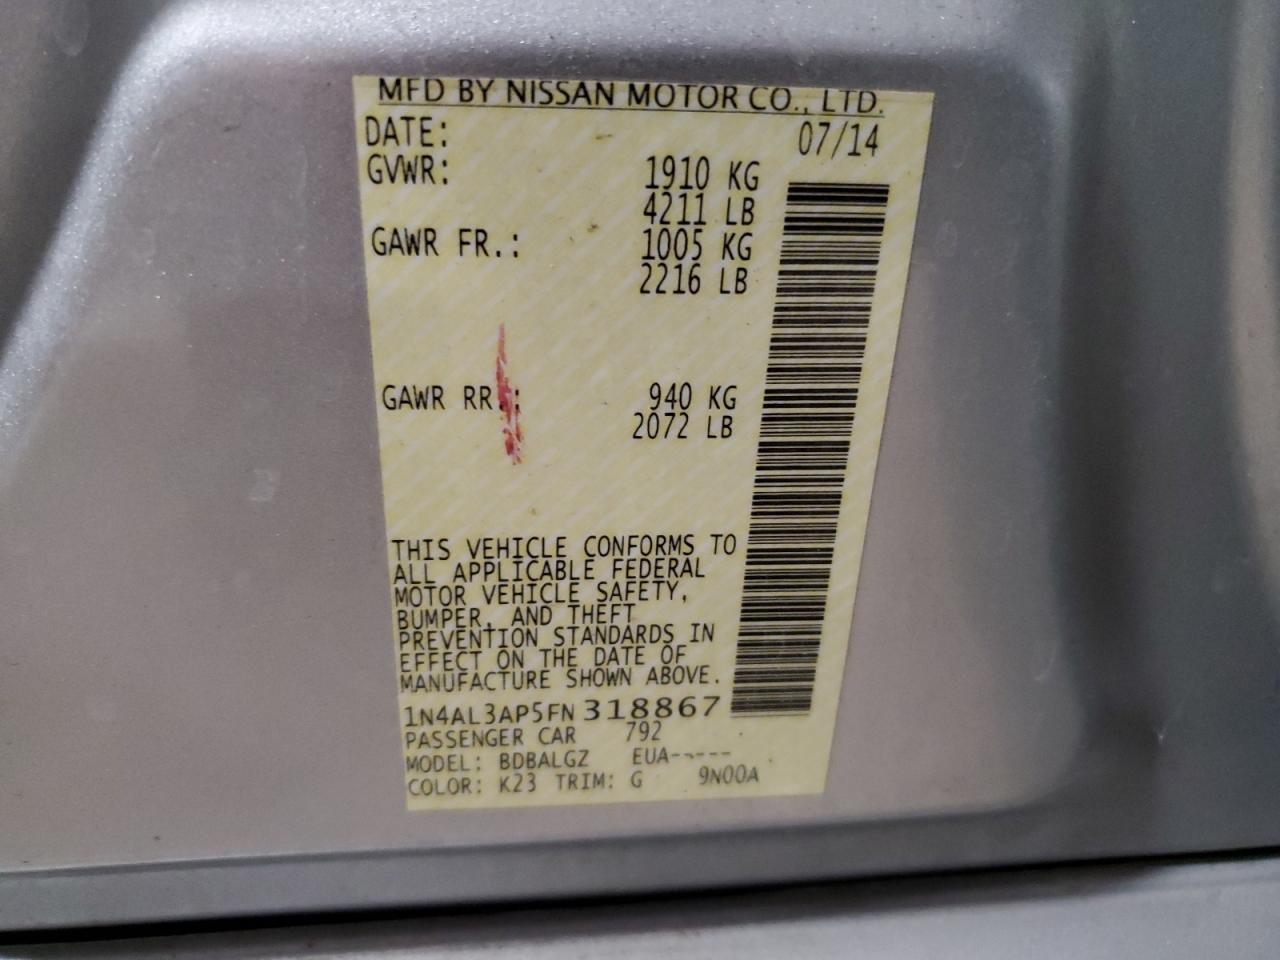 MFD BY NISSAN MOTOR CO., LTD.
DATE: 07/14
GVWR: 1910 KG
4211 LB
GAWR FR.: 1005 KG
2216 LB
GAWR RR.: 940 KG
2072 LB
THIS VEHICLE CONFORMS TO
ALL APPLICABLE FEDERAL
MOTOR VEHICLE SAFETY,
BUMPER, AND THEFT
PREVENTION STANDARDS IN
EFFECT ON THE DATE OF
MANUFACTURE SHOWN ABOVE.
1N4AL3AP5FN318867
PASSENGER CAR 792
MODEL: BDBALGZ EUA-----
COLOR: K23 TRIM: G 9N00A